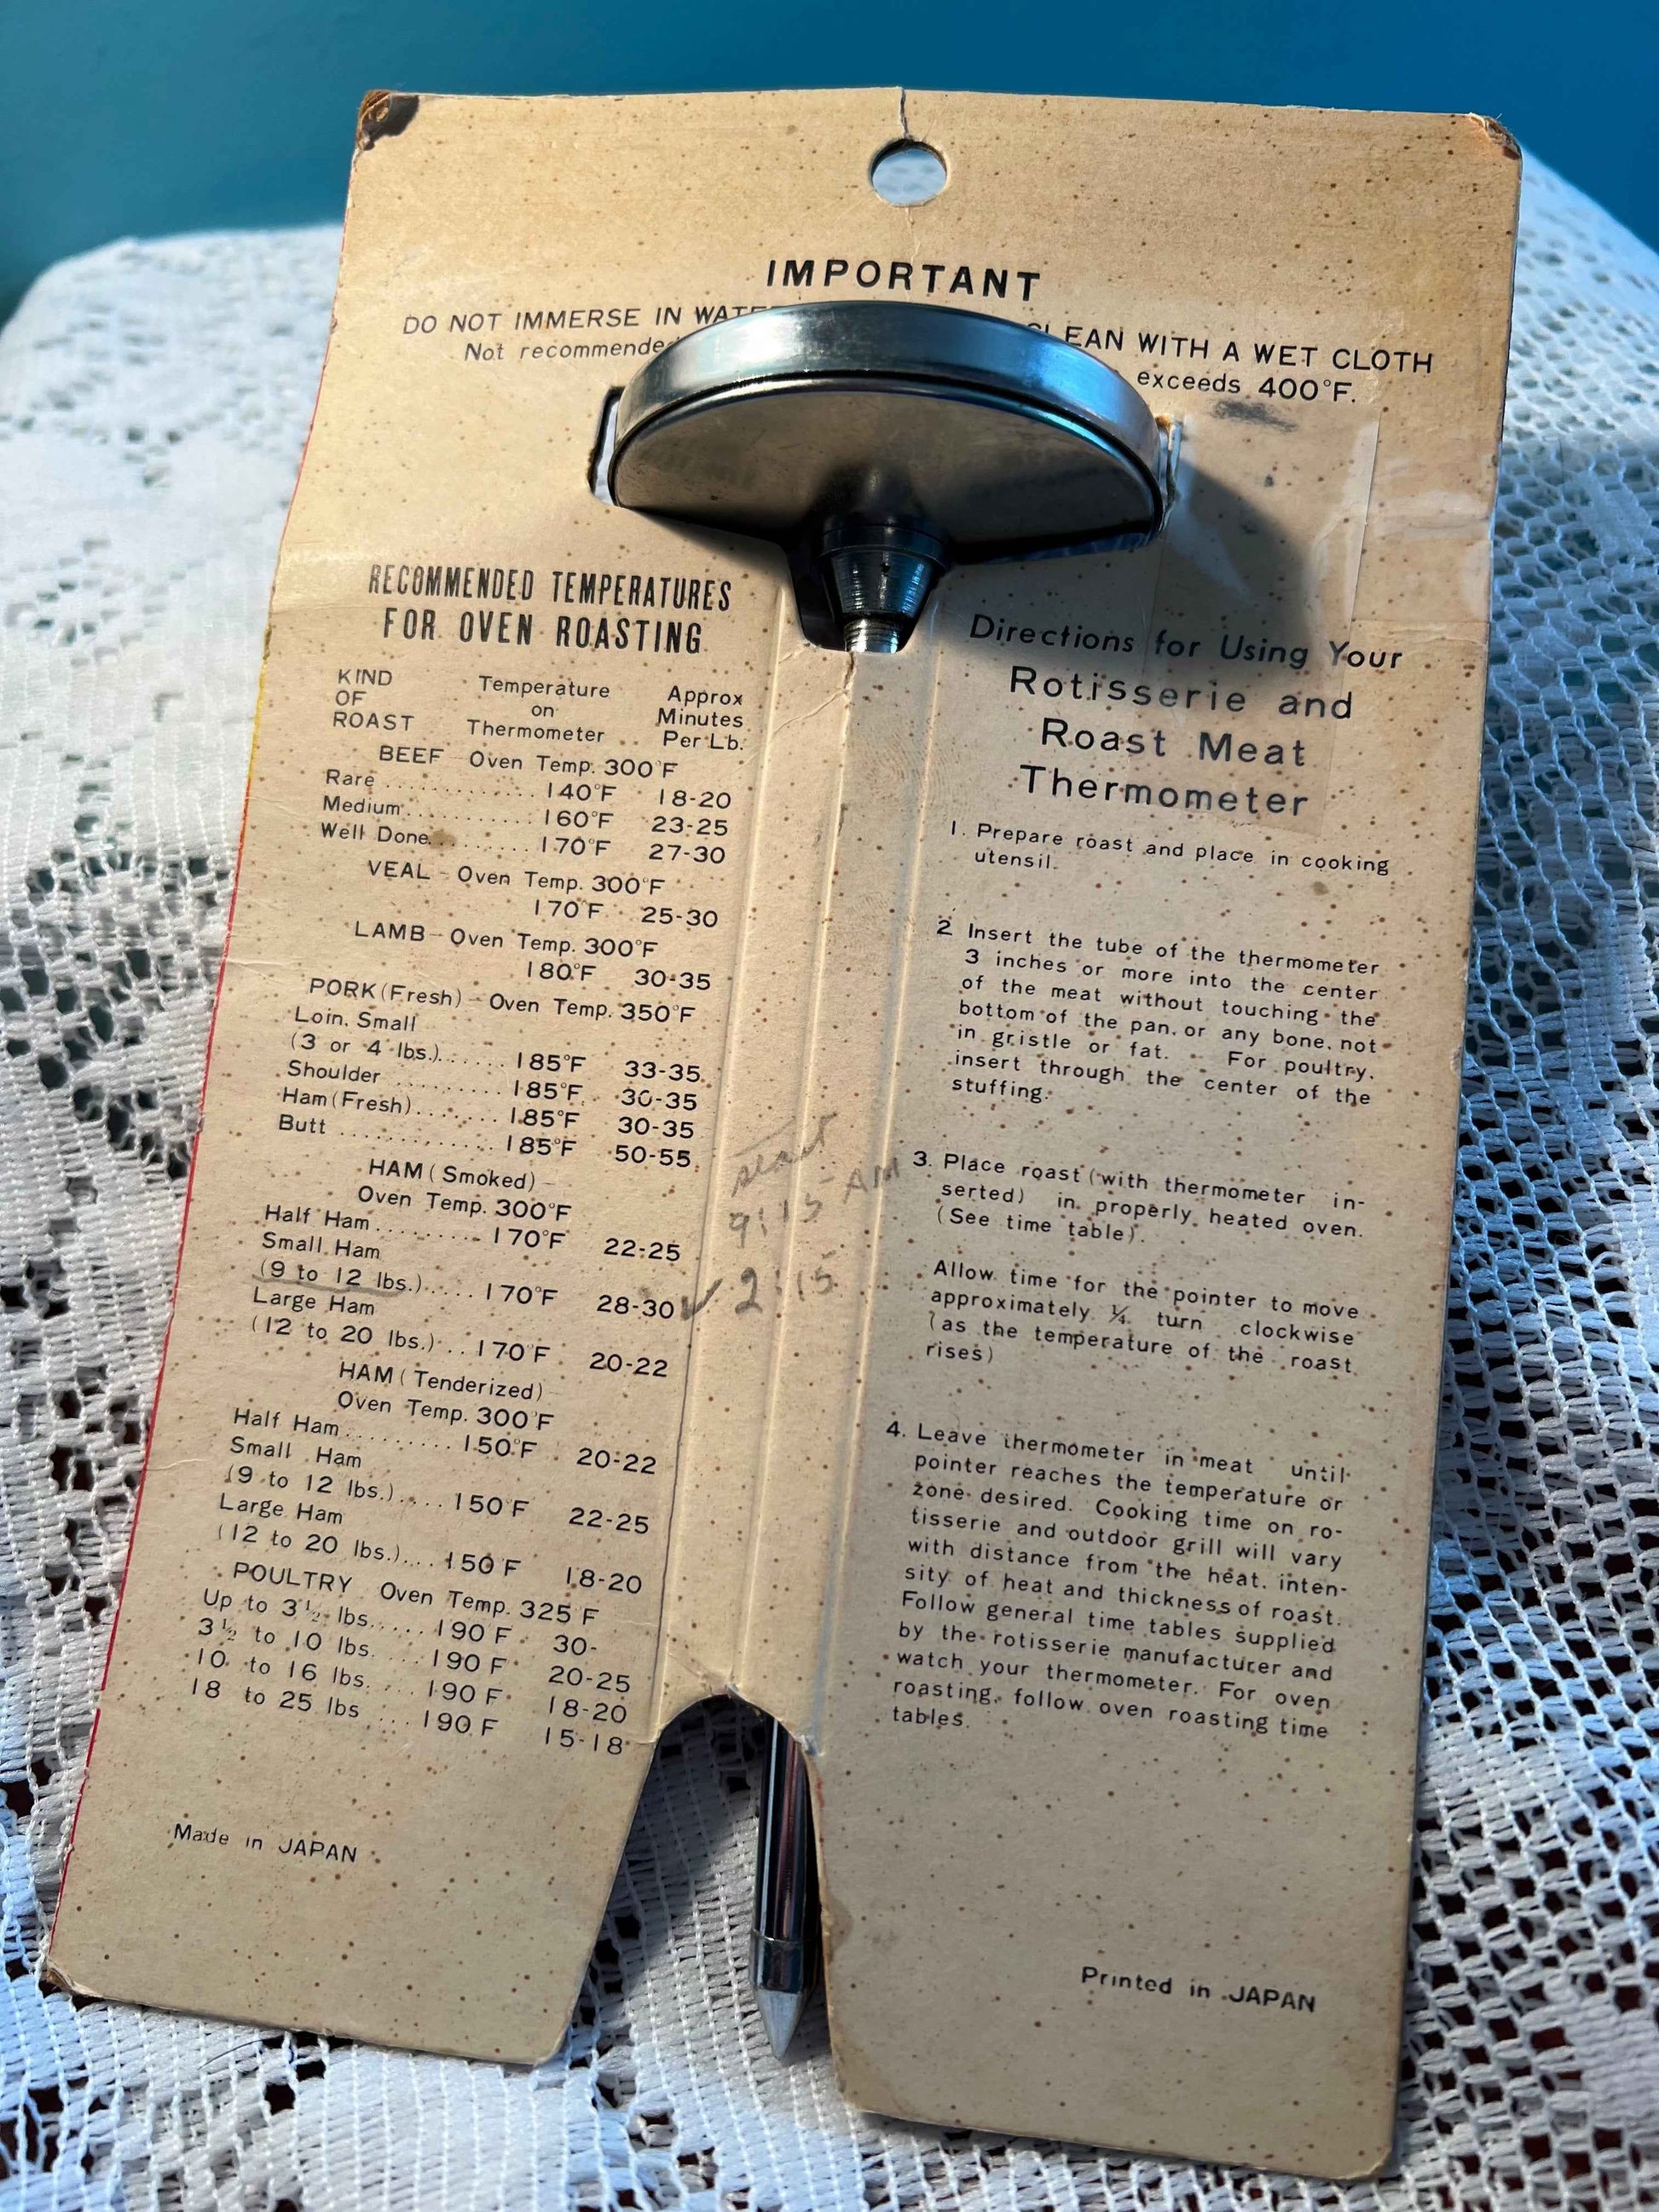 IMPORTANT
DO NOT IMMERSE IN WATE CLEAN WITH A WET CLOTH
Not recommende exceeds 400°F.
RECOMMENDED TEMPERATURES
FOR OVEN ROASTING
KIND OF ROAST Temperature on Thermometer Approx Minutes Per Lb.
BEEF - Oven Temp. 300°F
Rare ............. 140°F 18-20
Medium ........... 160°F 23-25
Well Done ......... 170°F 27-30
VEAL - Oven Temp. 300°F
170°F 25-30
LAMB - Oven Temp. 300°F
180°F 30-35
PORK (Fresh) - Oven Temp. 350°F
Loin, Small
(3 or 4 lbs.) ...... 185°F 33-35
Shoulder .......... 185°F 30-35
Ham (Fresh) ....... 185°F 30-35
Butt ............. 185°F 50-55
HAM (Smoked) -
Oven Temp. 300°F
Half Ham .......... 170°F 22-25
Small Ham
(9 to 12 lbs.) ..... 170°F 28-30
Large Ham
(12 to 20 lbs.) ... 170°F 20-22
HAM (Tenderized)
Oven Temp. 300°F
Half Ham .......... 150°F 20-22
Small Ham
(9 to 12 lbs.) .... 150°F 22-25
Large Ham
(12 to 20 lbs.) .... 150°F 18-20
POULTRY Oven Temp. 325°F
Up to 3½ lbs. ..... 190°F 30-
3½ to 10 lbs. .... 190°F 20-25
10 to 16 lbs. .... 190°F 18-20
18 to 25 lbs ... 190°F 15-18
Made in JAPAN
start
9:15 AM
✓ 2:15
Directions for Using Your
Rotisserie and
Roast Meat
Thermometer
1. Prepare roast and place in cooking
utensil.
2 Insert the tube of the thermometer
3 inches or more into the center
of the meat without touching the
bottom of the pan, or any bone, not
in gristle or fat. - For poultry,
insert through the center of the
stuffing.
3. Place roast (with thermometer in-
serted) in properly heated oven.
(See time table).
Allow time for the pointer to move
approximately ¼ turn clockwise
(as the temperature of the roast
rises)
4. Leave thermometer in meat until
pointer reaches the temperature or
zone desired. Cooking time on ro-
tisserie and outdoor grill will vary
with distance from the heat, inten-
sity of heat and thickness of roast.
Follow general time tables supplied
by the rotisserie manufacturer and
watch your thermometer. For oven
roasting, follow oven roasting time
tables.
Printed in JAPAN